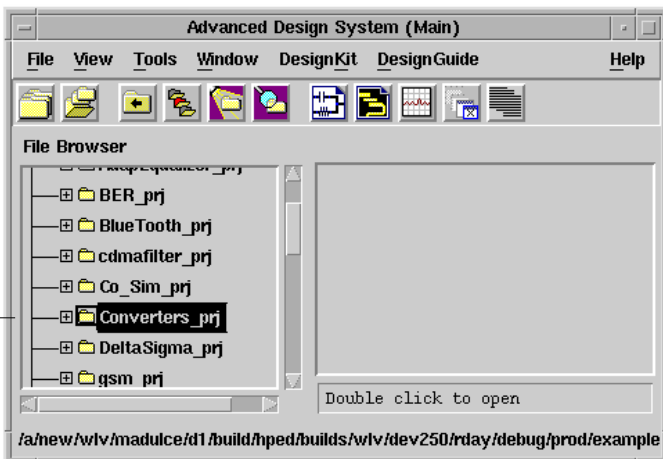 Advanced Design System (Main)
File View Tools Window DesignKit DesignGuide Help
File Browser
AdaptEqualizer_prj
BER_prj
BlueTooth_prj
cdmafilter_prj
Co_Sim_prj
Converters_prj
DeltaSigma_prj
gsm_prj
Double click to open
/a/new/wlv/madulce/d1/build/hped/builds/wlv/dev250/rday/debug/prod/example